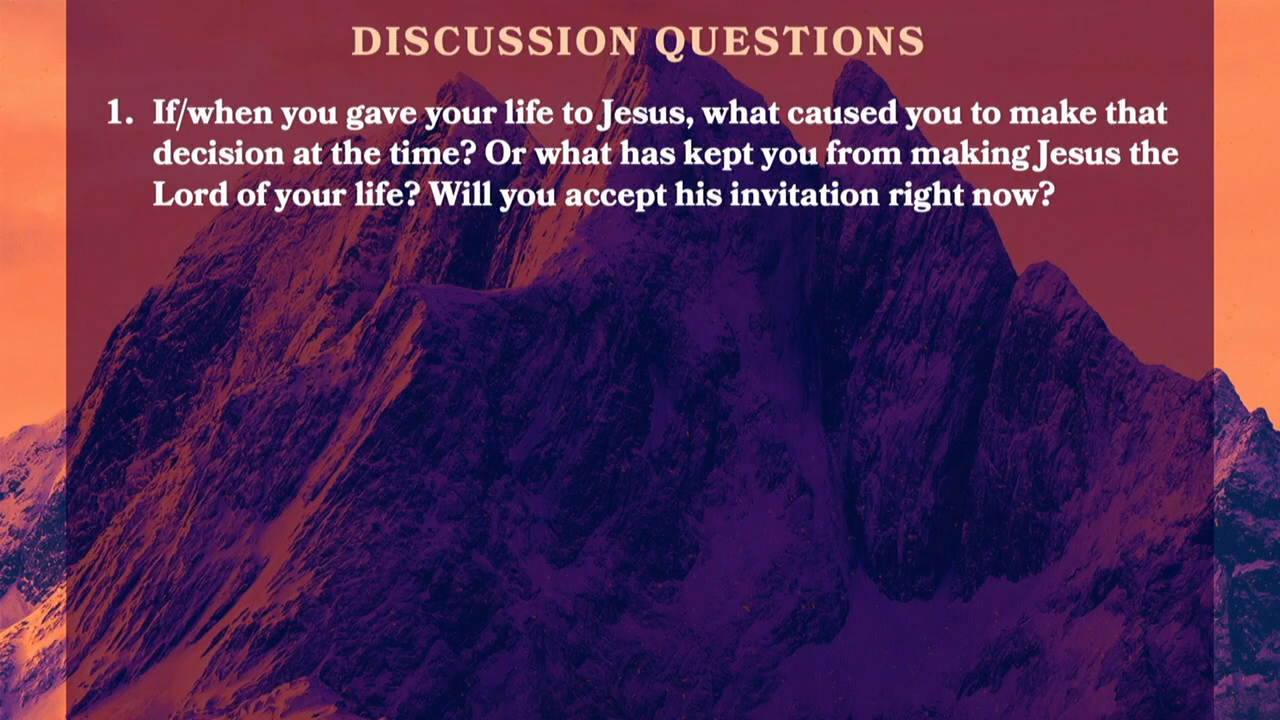 DISCUSSION QUESTIONS
1. If/when you gave your life to Jesus, what caused you to make that
decision at the time? Or what has kept you from making Jesus the
Lord of your life? Will you accept his invitation right now?